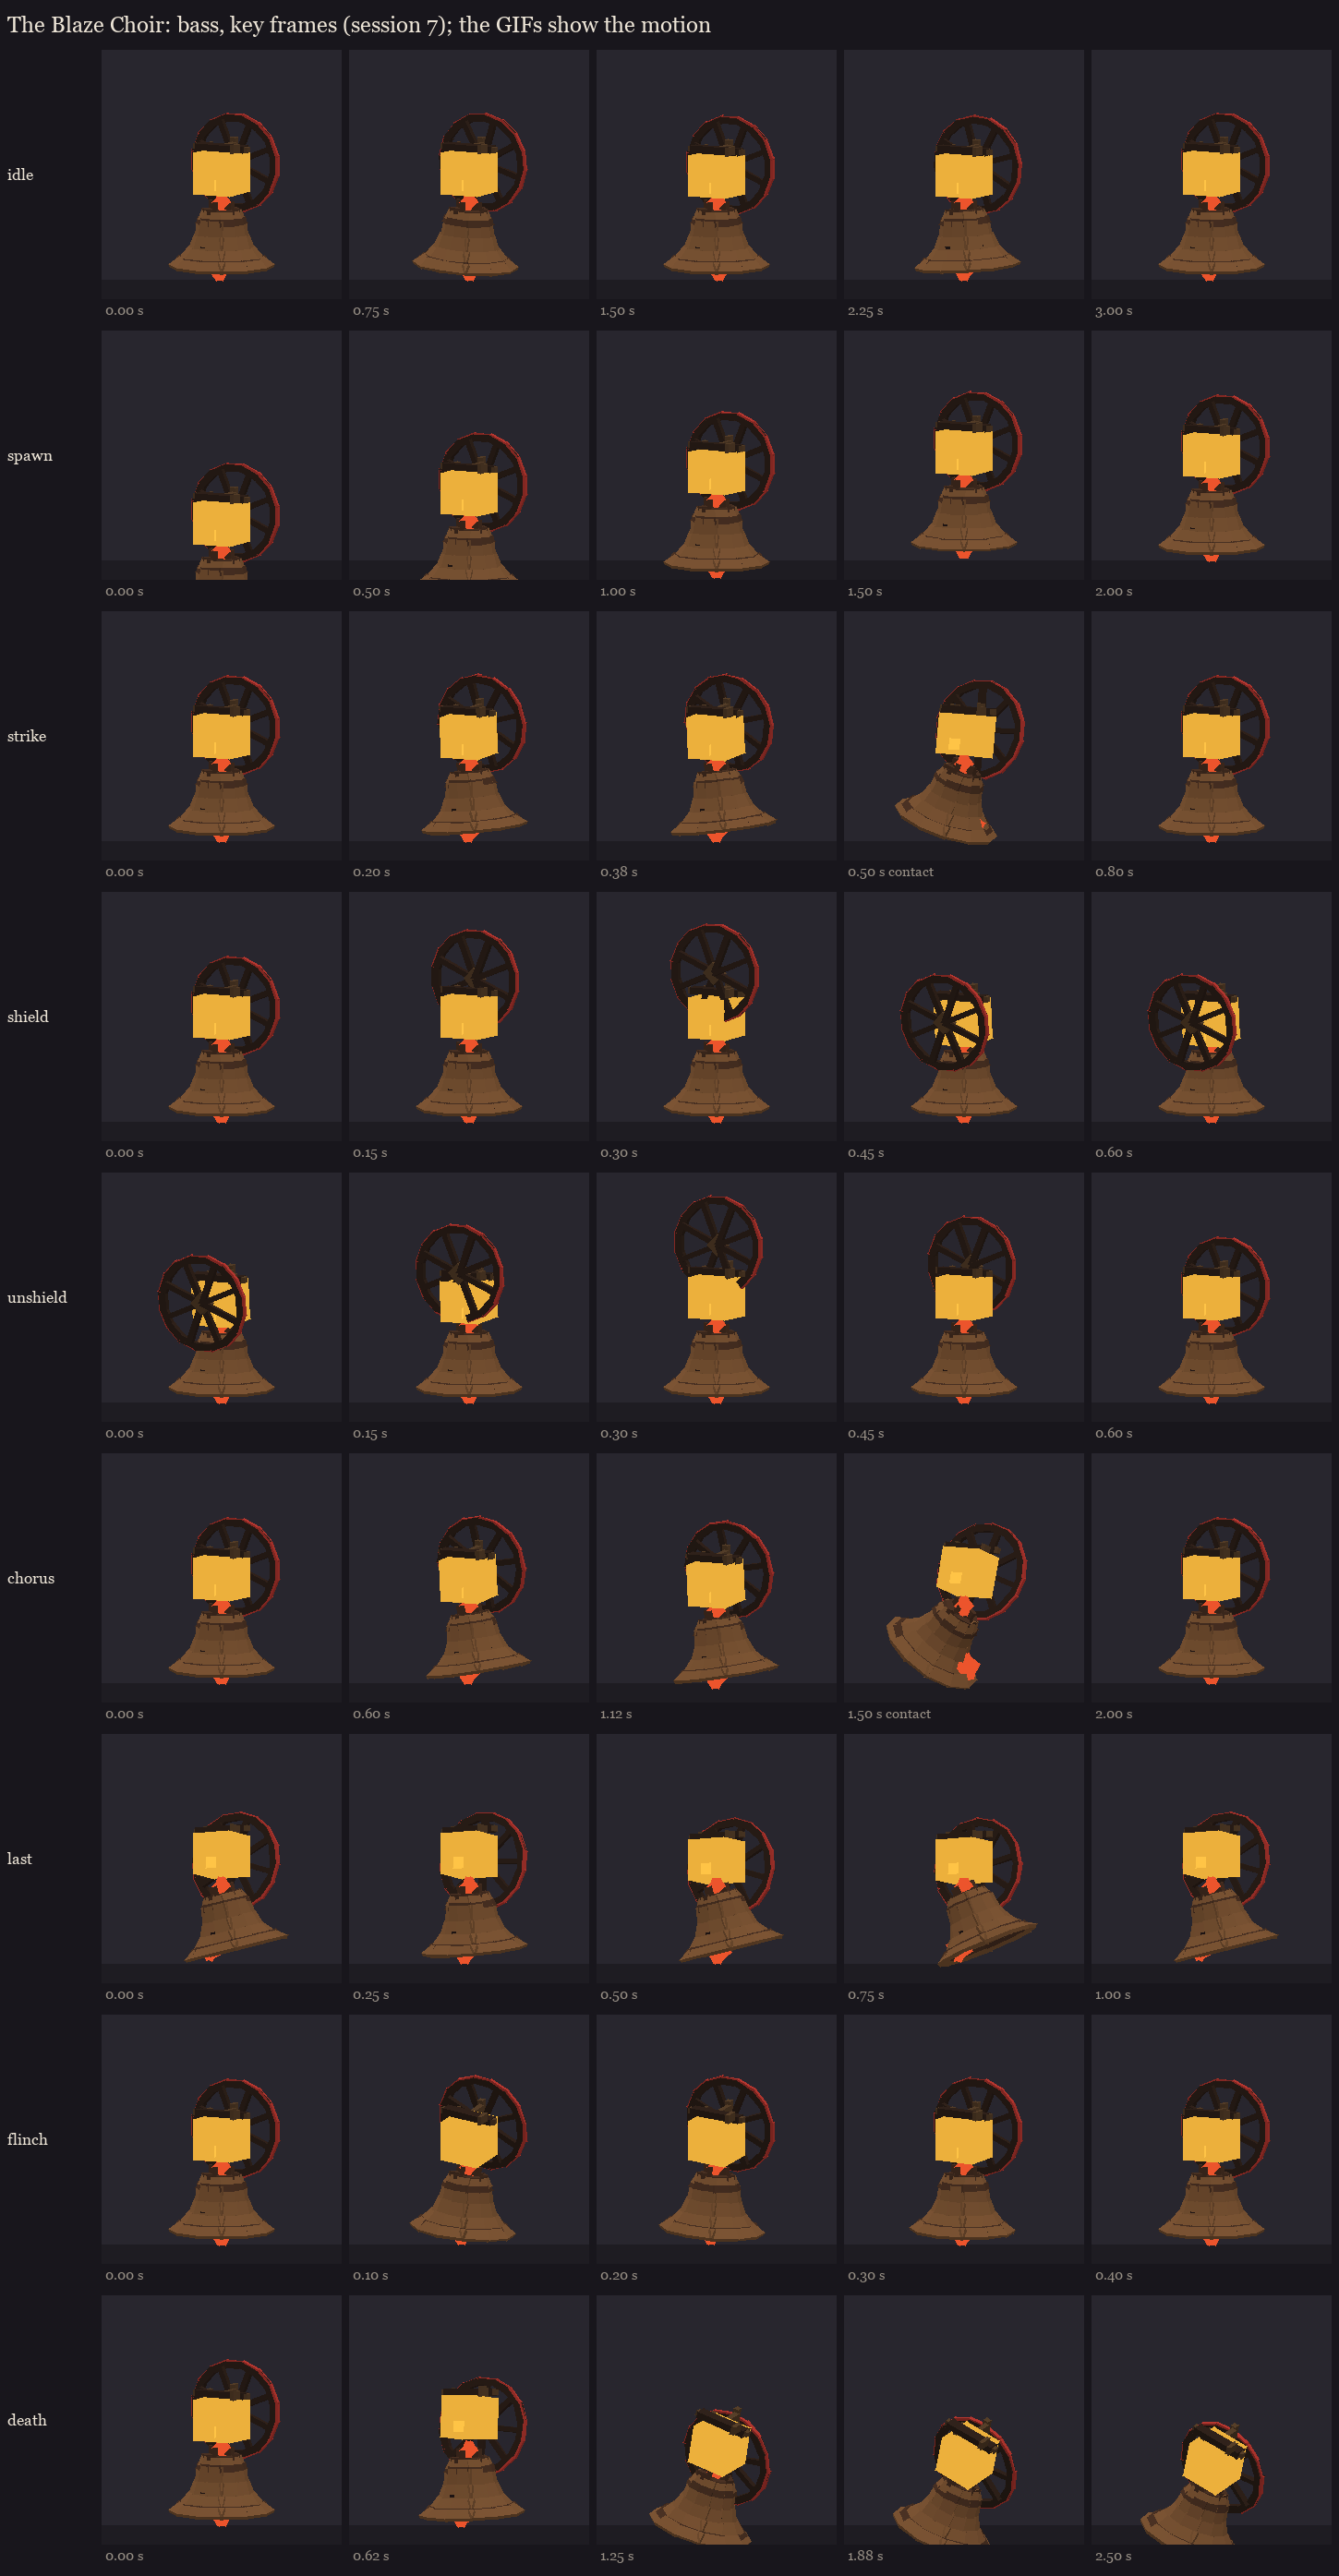 The Blaze Choir: bass, key frames (session 7); the GIFs show the motion
idle
0.00 s 0.75 s 1.50 s 2.25 s 3.00 s
spawn
0.00 s 0.50 s 1.00 s 1.50 s 2.00 s
strike
0.00 s 0.20 s 0.38 s 0.50 s contact 0.80 s
shield
0.00 s 0.15 s 0.30 s 0.45 s 0.60 s
unshield
0.00 s 0.15 s 0.30 s 0.45 s 0.60 s
chorus
0.00 s 0.60 s 1.12 s 1.50 s contact 2.00 s
last
0.00 s 0.25 s 0.50 s 0.75 s 1.00 s
flinch
0.00 s 0.10 s 0.20 s 0.30 s 0.40 s
death
0.00 s 0.62 s 1.25 s 1.88 s 2.50 s